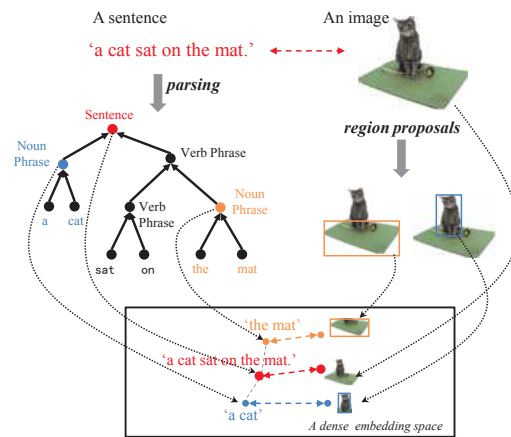 A sentence
An image
‘a cat sat on the mat.’
parsing
Sentence
region proposals
Noun
Phrase
Verb Phrase
Verb
Phrase
Noun
Phrase
a
cat
sat
on
the
mat
‘the mat’
‘a cat sat on the mat.’
‘a cat’
A dense embedding space